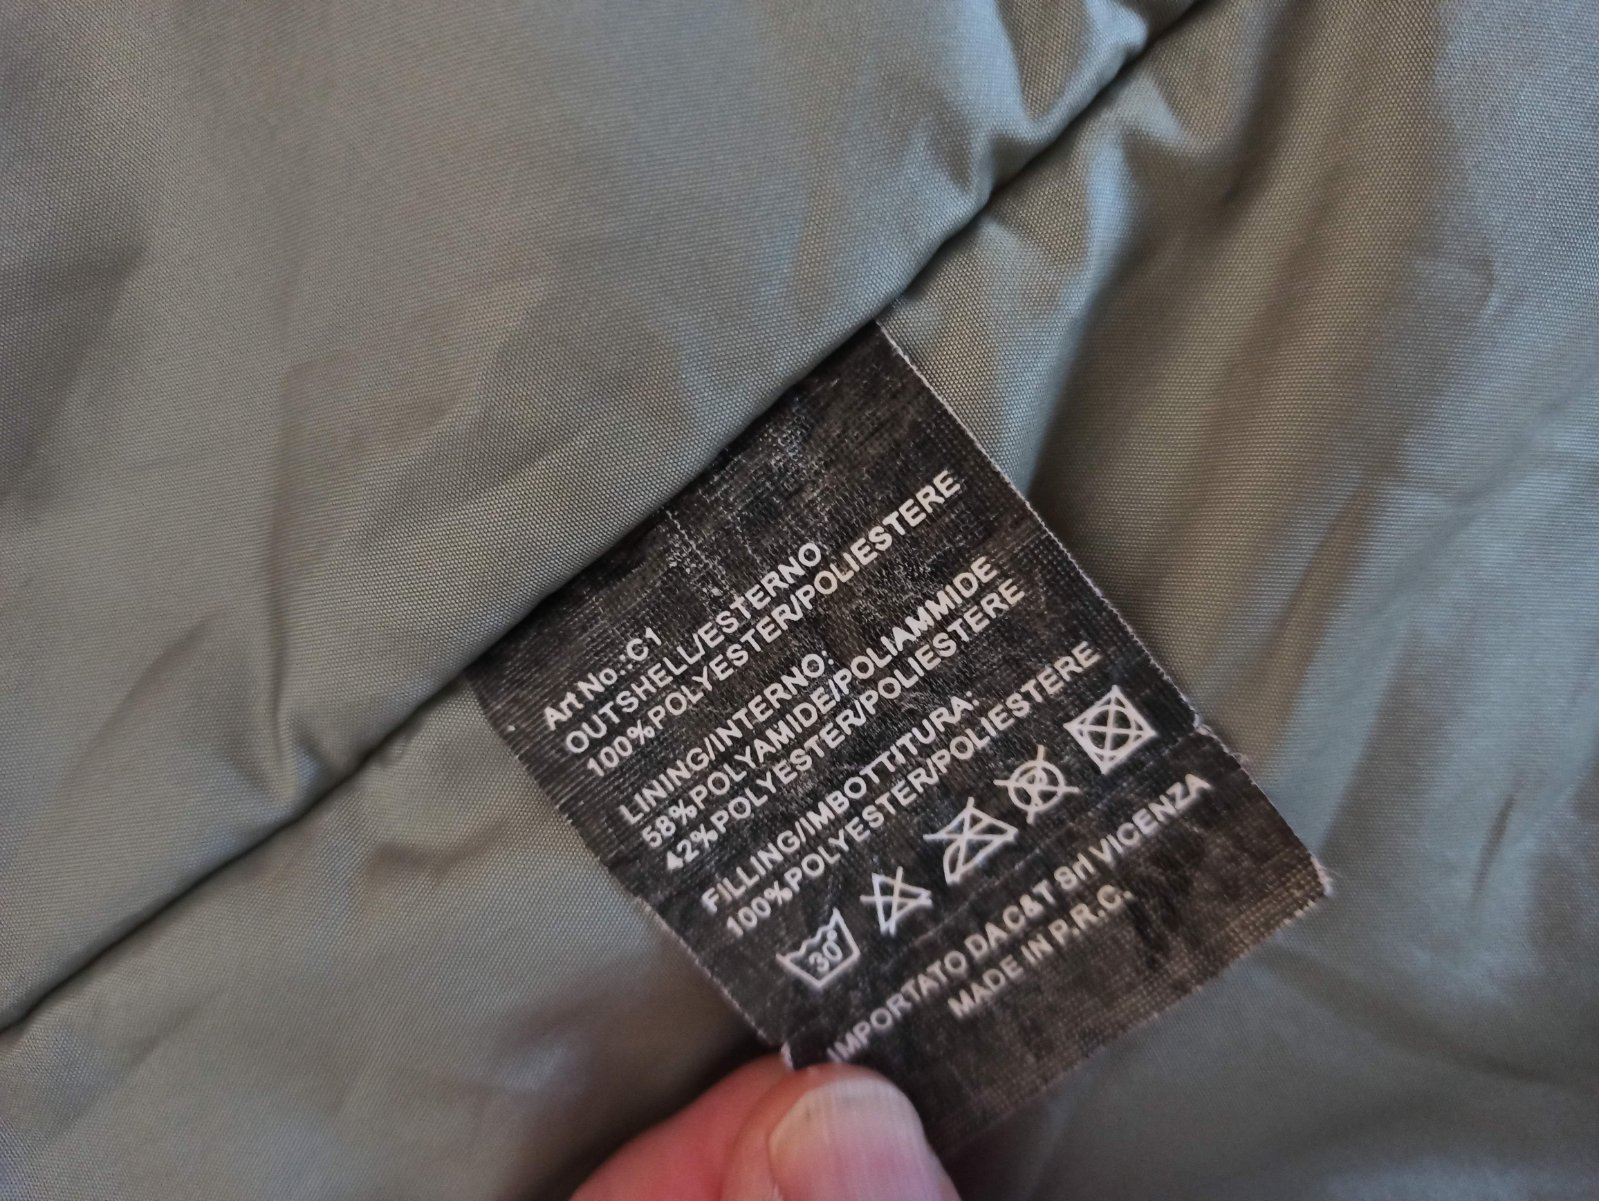 Art No.:C1
OUTSHELL/ESTERNO
100%POLYESTER/POLIESTERE
LINING/INTERNO:
58%POLYAMIDE/POLIAMMIDE
42%POLYESTER/POLIESTERE
FILLING/IMBOTTITURA:
100%POLYESTER/POLIESTERE
30°
IMPORTATO DA C&T Srl VICENZA
MADE IN P.R.C.